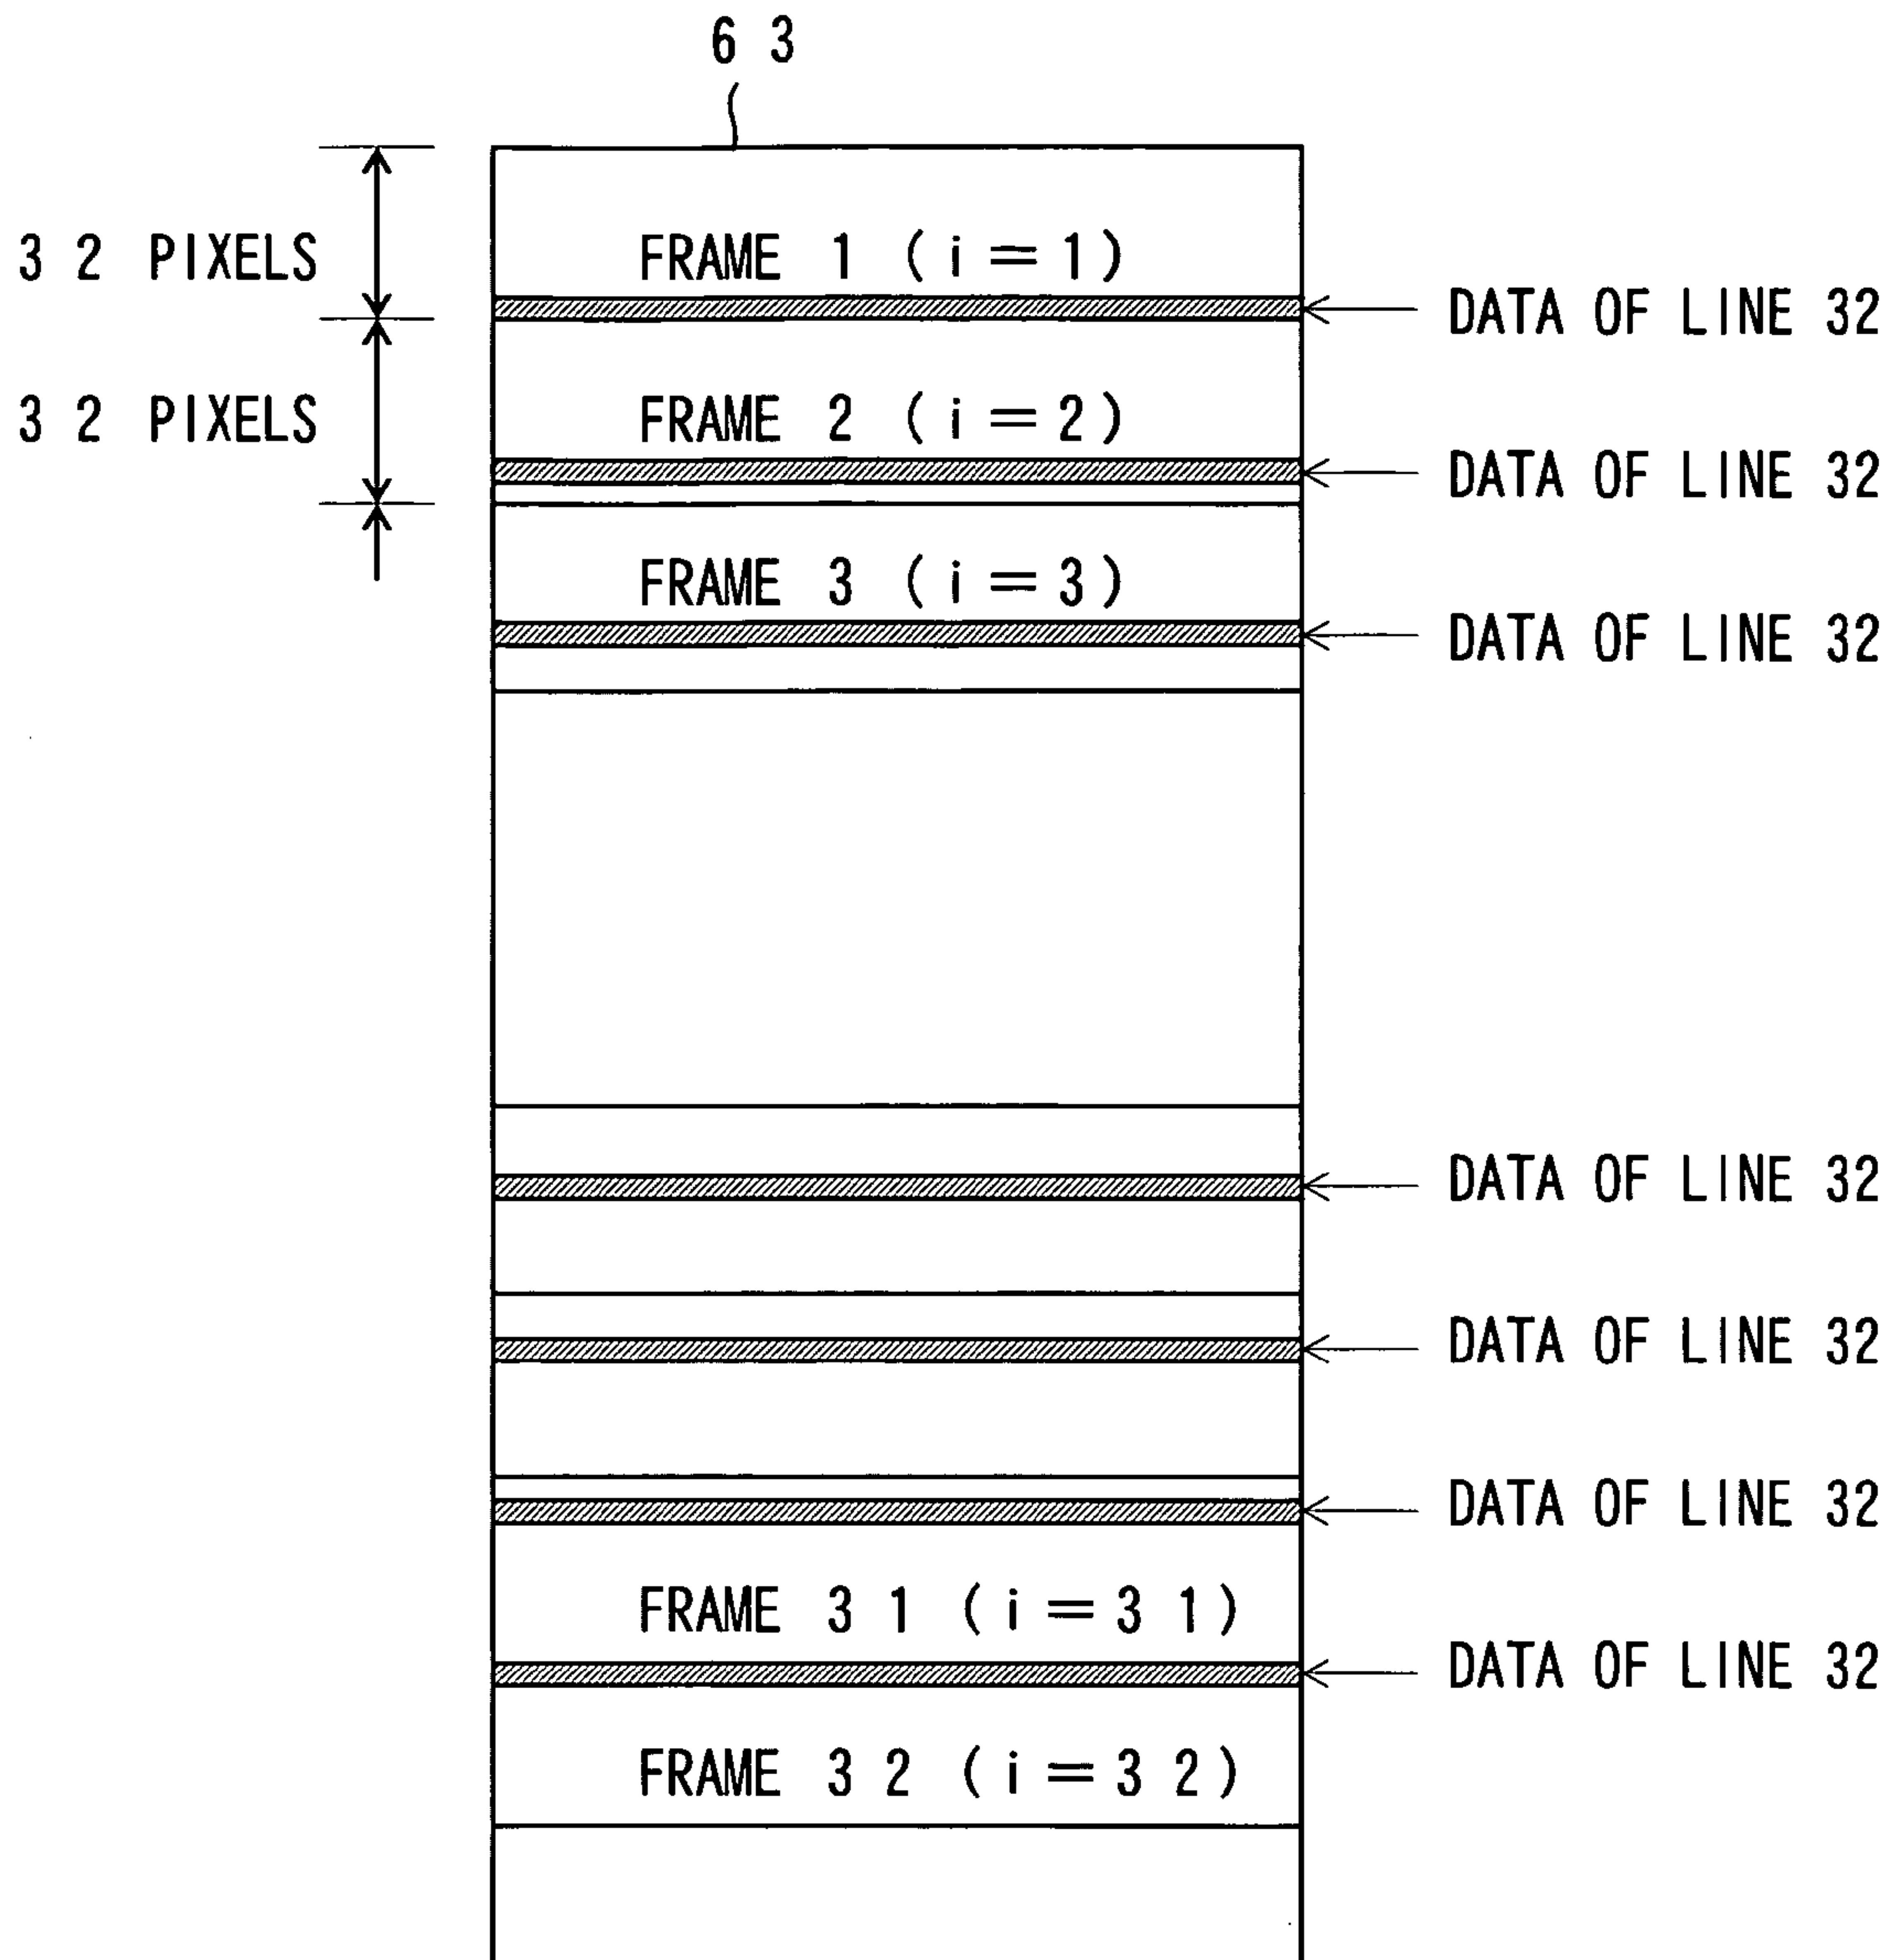 6 3
3 2 PIXELS
FRAME 1 (i=1)
DATA OF LINE 32
3 2 PIXELS
FRAME 2 (i=2)
DATA OF LINE 32
FRAME 3 (i=3)
DATA OF LINE 32
DATA OF LINE 32
DATA OF LINE 32
DATA OF LINE 32
FRAME 3 1 (i=3 1)
DATA OF LINE 32
FRAME 3 2 (i=3 2)